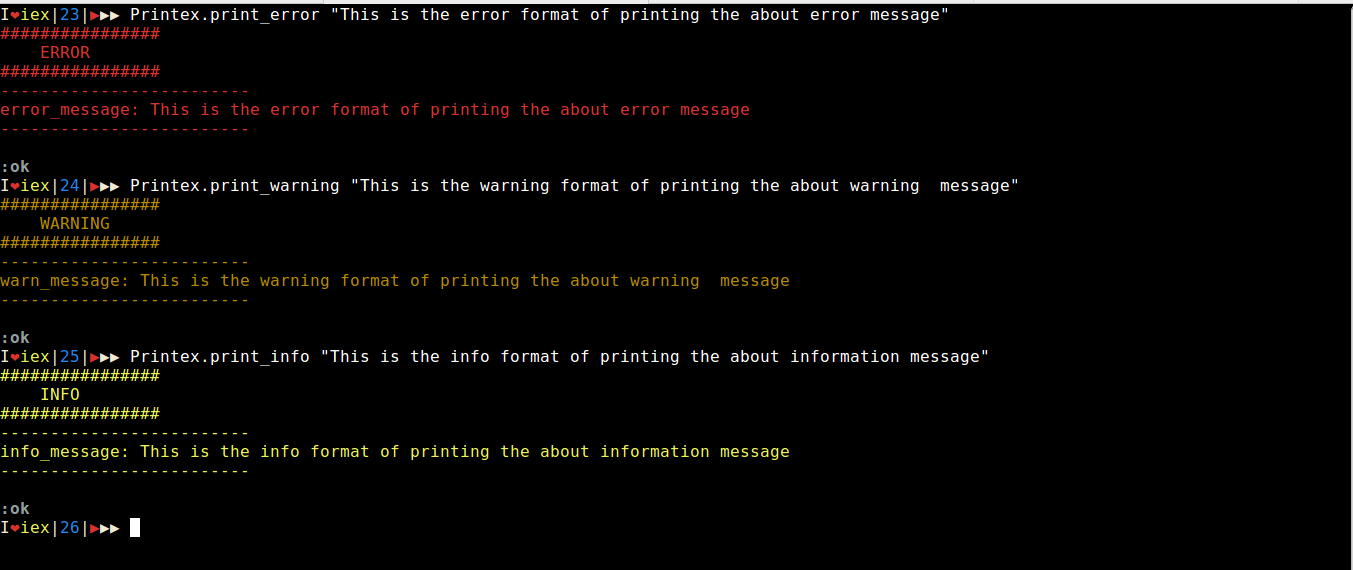 I❤iex|23|▶▶▶ Printex.print_error "This is the error format of printing the about error message"
################
    ERROR
################
-------------------------
error_message: This is the error format of printing the about error message
-------------------------
:ok
I❤iex|24|▶▶▶ Printex.print_warning "This is the warning format of printing the about warning  message"
################
    WARNING
################
-------------------------
warn_message: This is the warning format of printing the about warning  message
-------------------------
:ok
I❤iex|25|▶▶▶ Printex.print_info "This is the info format of printing the about information message"
################
    INFO
################
-------------------------
info_message: This is the info format of printing the about information message
-------------------------
:ok
I❤iex|26|▶▶▶